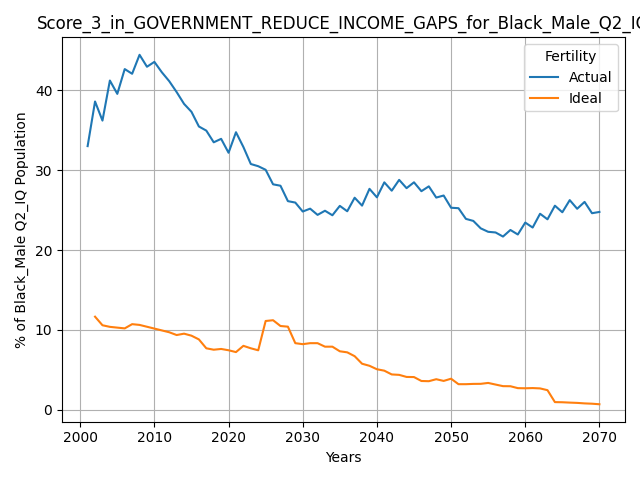 Score_3_in_GOVERNMENT_REDUCE_INCOME_GAPS_for_Black_Male_Q2_IQ
Fertility
Actual
Ideal
% of Black_Male Q2_IQ Population
40
30
20
10
0
2000 2010 2020 2030 2040 2050 2060 2070
Years